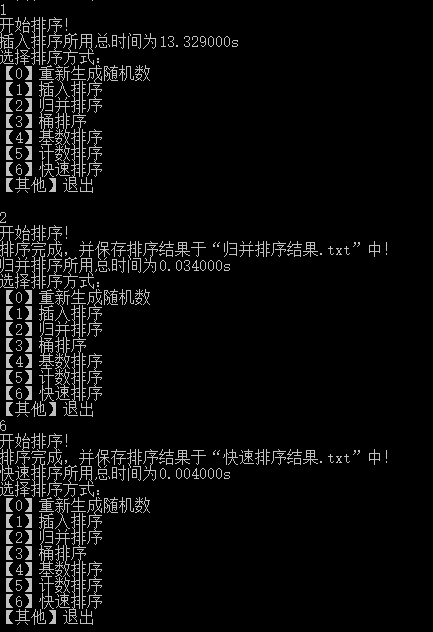 1
开始排序!
插入排序所用总时间为13.329000s
选择排序方式:
【0】重新生成随机数
【1】插入排序
【2】归并排序
【3】桶排序
【4】基数排序
【5】计数排序
【6】快速排序
【其他】退出
2
开始排序!
排序完成，并保存排序结果于“归并排序结果.txt”中!
归并排序所用总时间为0.034000s
选择排序方式:
【0】重新生成随机数
【1】插入排序
【2】归并排序
【3】桶排序
【4】基数排序
【5】计数排序
【6】快速排序
【其他】退出
6
开始排序!
排序完成，并保存排序结果于“快速排序结果.txt”中!
快速排序所用总时间为0.004000s
选择排序方式:
【0】重新生成随机数
【1】插入排序
【2】归并排序
【3】桶排序
【4】基数排序
【5】计数排序
【6】快速排序
【其他】退出